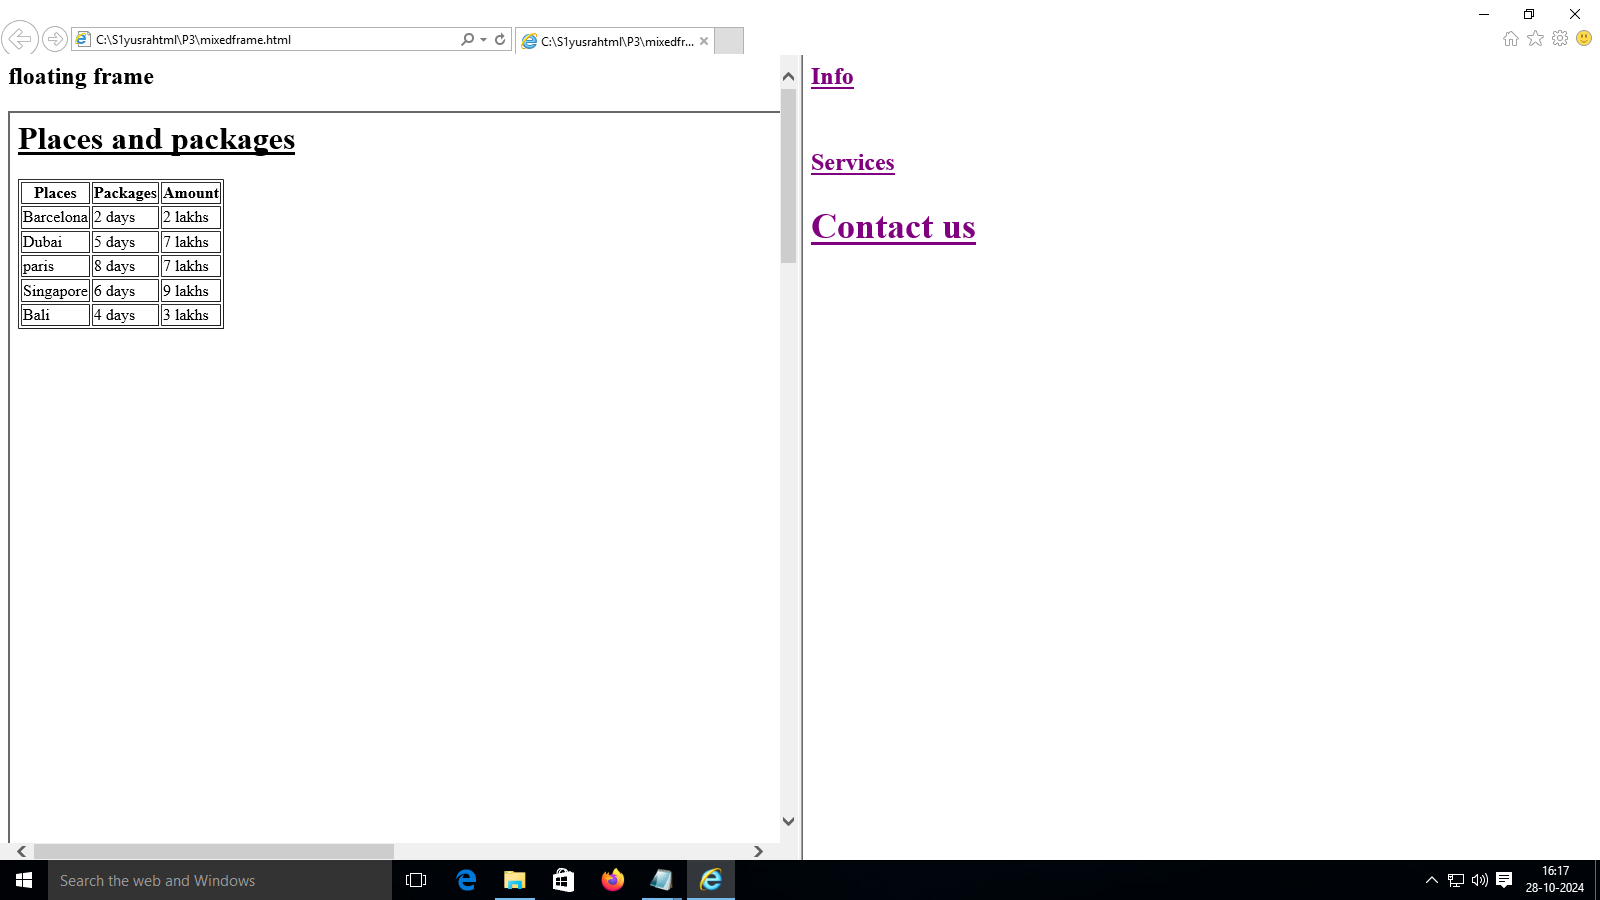 C:\S1yusrahtml\P3\mixedframe.html
C:\S1yusrahtml\P3\mixedfr...
floating frame
Places and packages
Places Packages Amount
Barcelona 2 days 2 lakhs
Dubai 5 days 7 lakhs
paris 8 days 7 lakhs
Singapore 6 days 9 lakhs
Bali 4 days 3 lakhs
Info
Services
Contact us
Search the web and Windows
16:17
28-10-2024